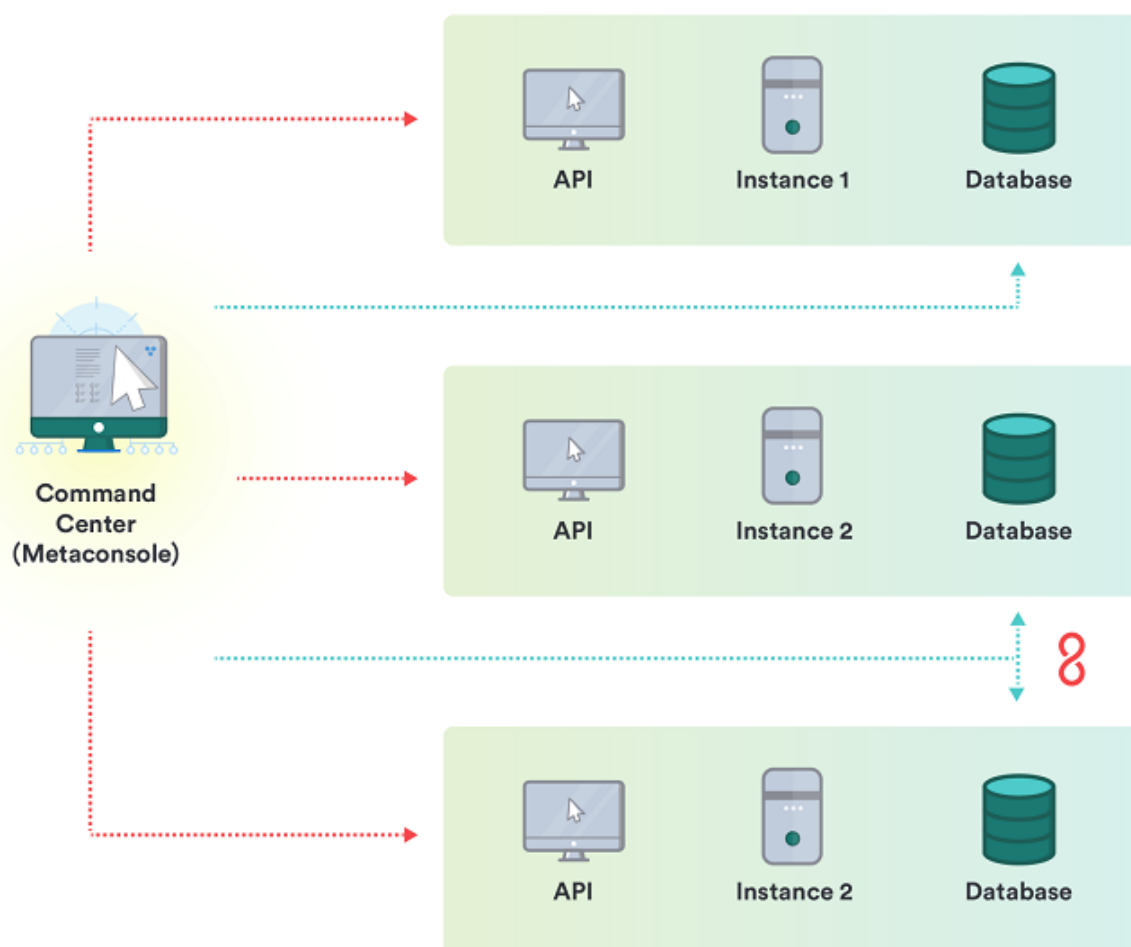 API
Instance 1
Database
Command
Center
(Metaconsole)
API
Instance 2
Database
API
Instance 2
Database